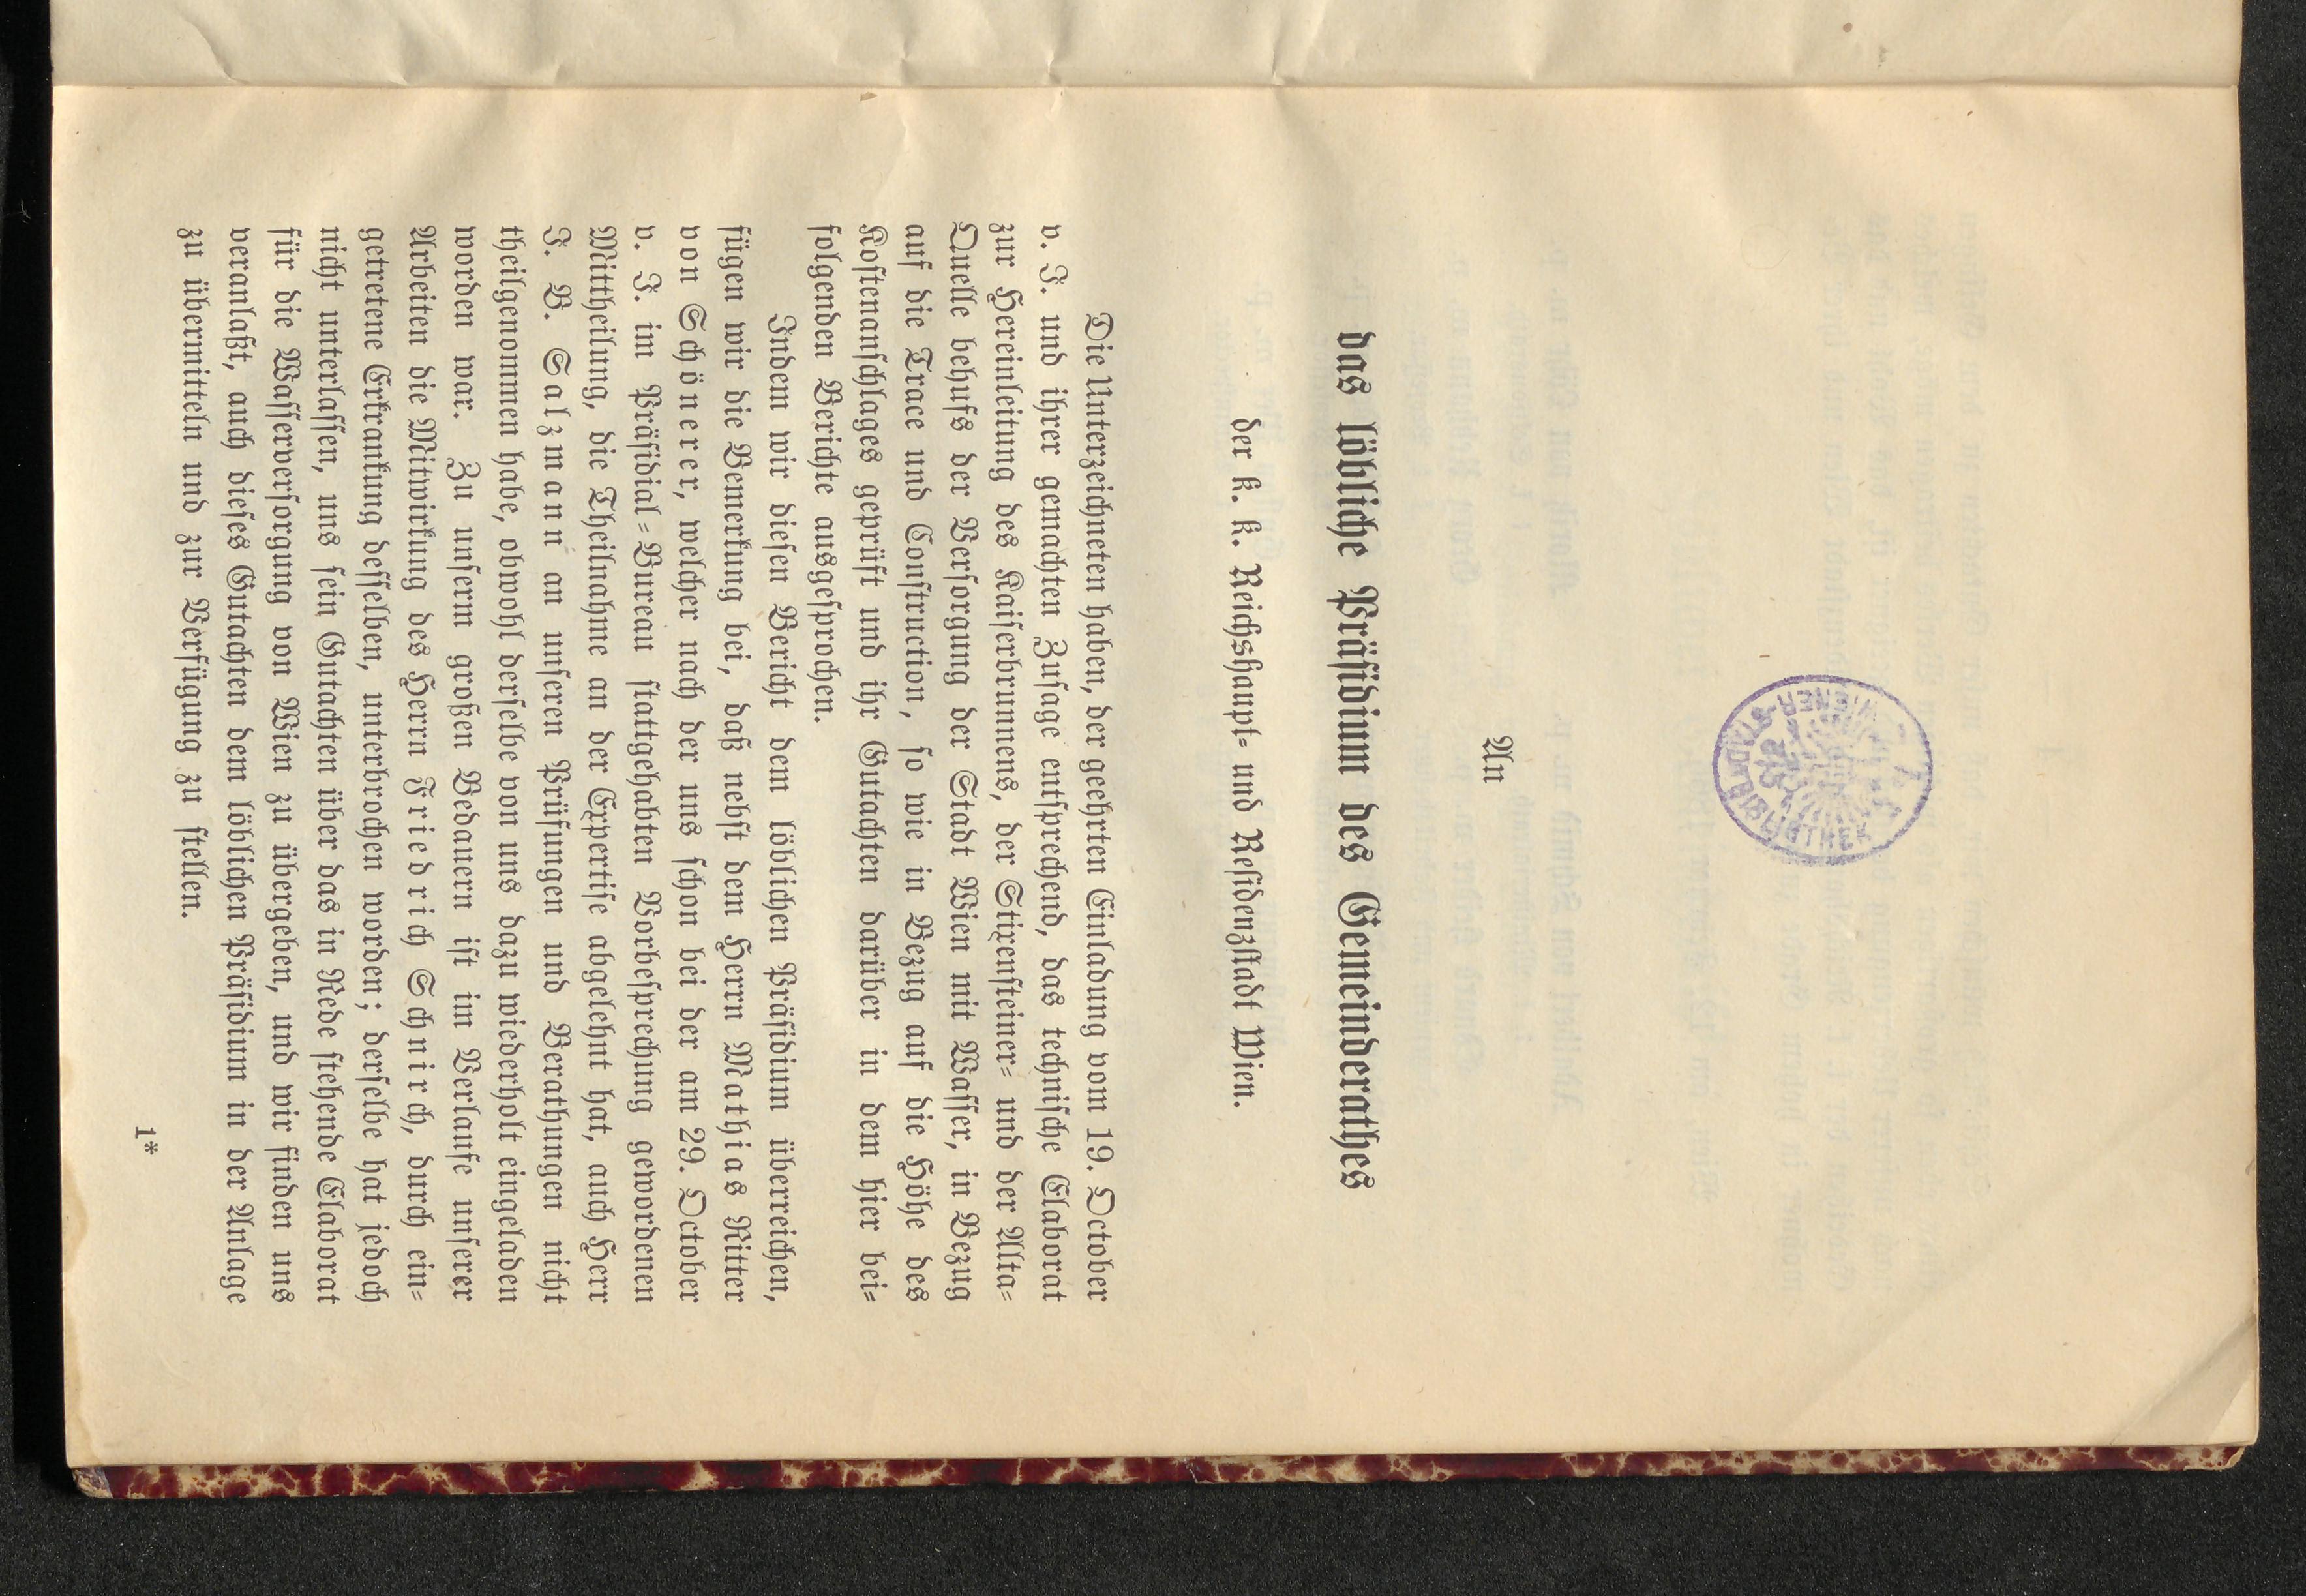 WIENER STADTBIBLIOTHEK
An
das löbliche Präsidium des Gemeinderathes
der k. k. Reichshaupt- und Residenzstadt Wien.
Die Unterzeichneten haben, der geehrten Einladung vom 19. October
v. J. und ihrer gemachten Zusage entsprechend, das technische Elaborat
zur Hereinleitung des Kaiserbrunnens, der Stixensteiner- und der Alta-
Quelle behufs der Versorgung der Stadt Wien mit Wasser, in Bezug
auf die Trace und Construction, so wie in Bezug auf die Höhe des
Kostenanschlages geprüft und ihr Gutachten darüber in dem hier bei-
folgenden Berichte ausgesprochen.
Indem wir diesen Bericht dem löblichen Präsidium überreichen,
fügen wir die Bemerkung bei, daß nebst dem Herrn Mathias Ritter
von Schönerer, welcher nach der uns schon bei der am 29. October
v. J. im Präsidial-Bureau stattgehabten Vorbesprechung gewordenen
Mittheilung, die Theilnahme an der Expertise abgelehnt hat, auch Herr
J. B. Salzmann an unseren Prüfungen und Berathungen nicht
theilgenommen habe, obwohl derselbe von uns dazu wiederholt eingeladen
worden war. Zu unserm großen Bedauern ist im Verlaufe unserer
Arbeiten die Mitwirkung des Herrn Friedrich Schnirch, durch ein-
getretene Erkrankung desselben, unterbrochen worden; derselbe hat jedoch
nicht unterlassen, uns sein Gutachten über das in Rede stehende Elaborat
für die Wasserversorgung von Wien zu übergeben, und wir finden uns
veranlaßt, auch dieses Gutachten dem löblichen Präsidium in der Anlage
zu übermitteln und zur Verfügung zu stellen.
1*